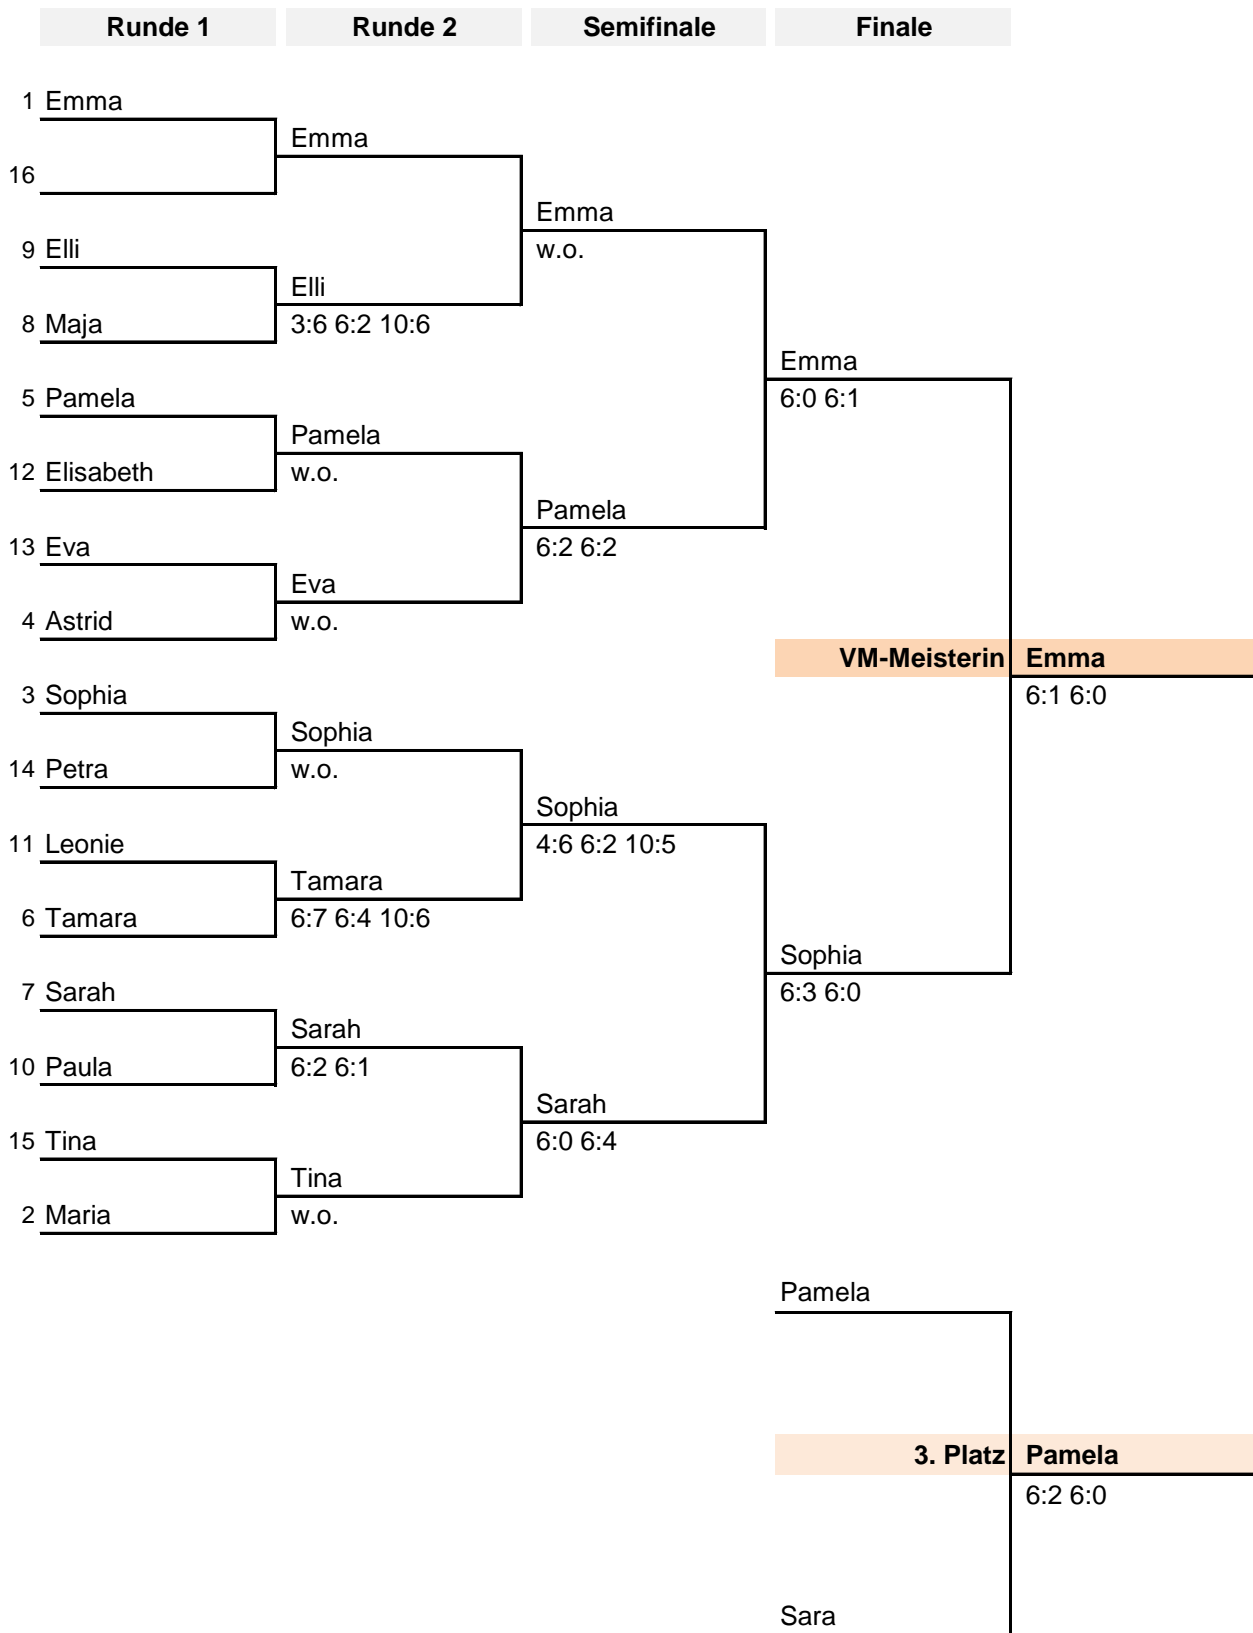 Runde 1 Runde 2 Semifinale Finale
1 Emma
Emma
16
Emma
9 Elli w.o.
Elli
8 Maja 3:6 6:2 10:6
Emma
5 Pamela 6:0 6:1
Pamela
12 Elisabeth w.o.
Pamela
13 Eva 6:2 6:2
Eva
4 Astrid w.o.
VM-Meisterin Emma
3 Sophia 6:1 6:0
Sophia
14 Petra w.o.
Sophia
11 Leonie 4:6 6:2 10:5
Tamara
6 Tamara 6:7 6:4 10:6
Sophia
7 Sarah 6:3 6:0
Sarah
10 Paula 6:2 6:1
Sarah
15 Tina 6:0 6:4
Tina
2 Maria w.o.
Pamela
3. Platz Pamela
6:2 6:0
Sara